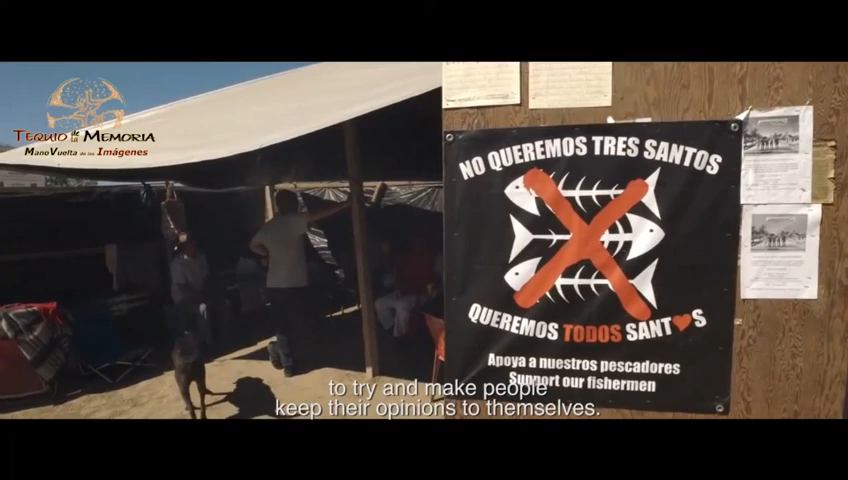 TEQUIO de la MEMORIA
MANOVUELTA de las IMÁGENES
NO QUEREMOS TRES SANTOS
QUEREMOS TODOS SANT♥S
Apoya a nuestros pescadores
Support our fishermen
to try and make people
keep their opinions to themselves.